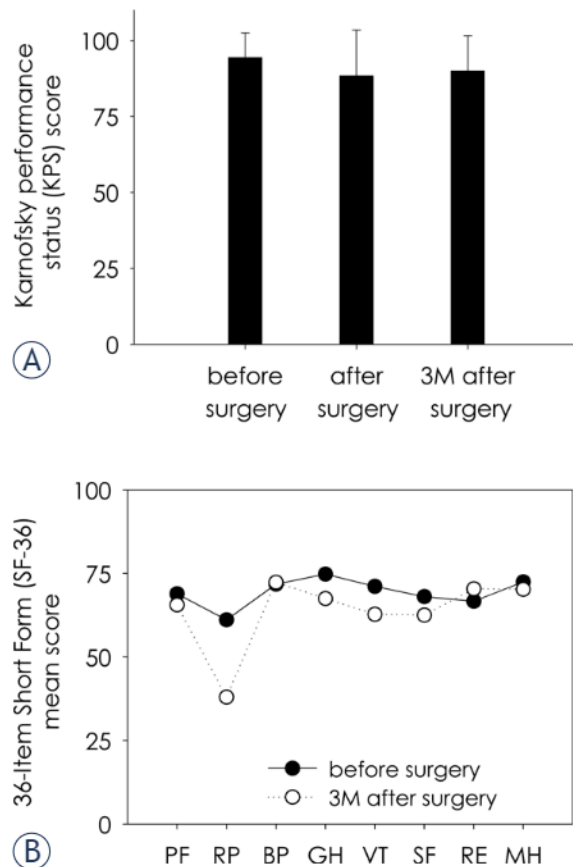 Karnofsky performance
status (KPS) score
100
75
50
25
0
before
surgery
after
surgery
3M after
surgery
A
36-Item Short Form (SF-36)
mean score
100
75
50
25
0
before surgery
3M after surgery
PF RP BP GH VT SF RE MH
B